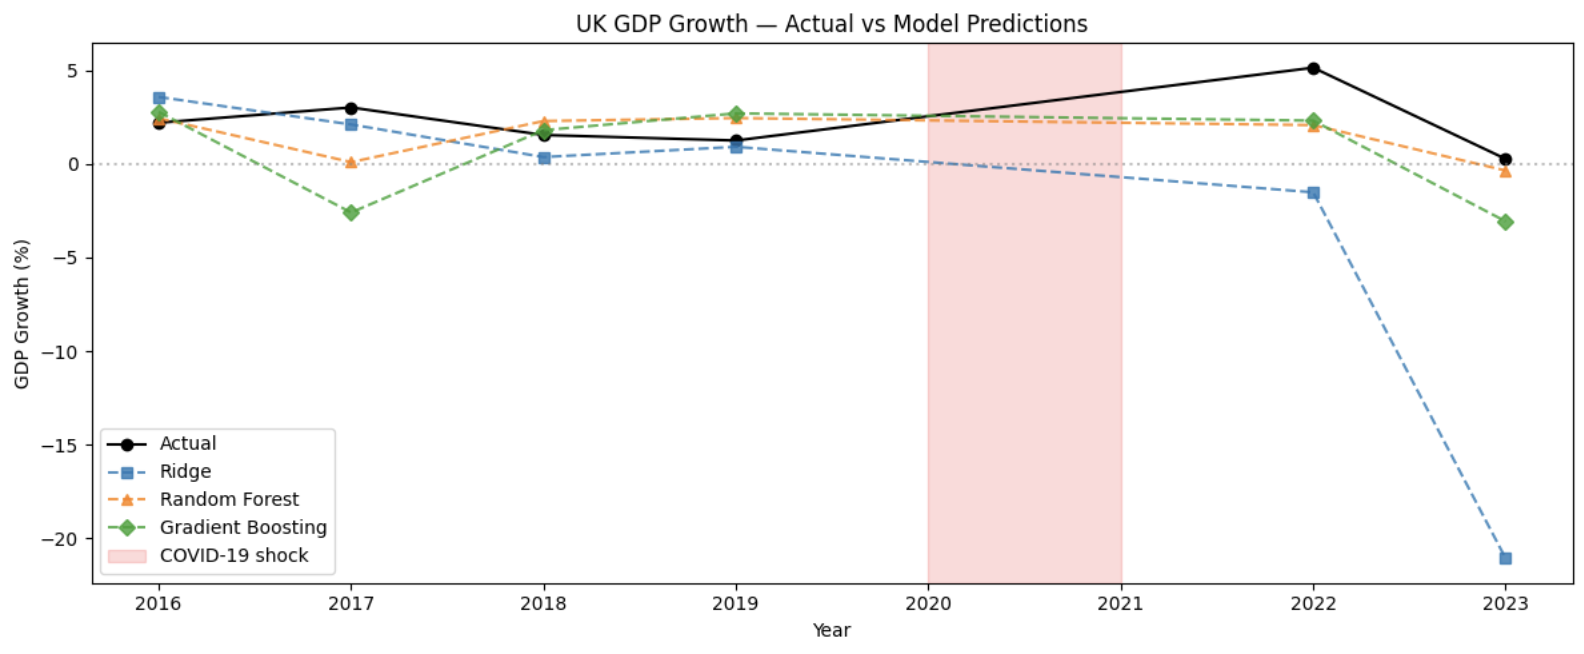 UK GDP Growth — Actual vs Model Predictions
GDP Growth (%)
5
0
−5
−10
−15
−20
Actual
Ridge
Random Forest
Gradient Boosting
COVID-19 shock
2016 2017 2018 2019 2020 2021 2022 2023
Year